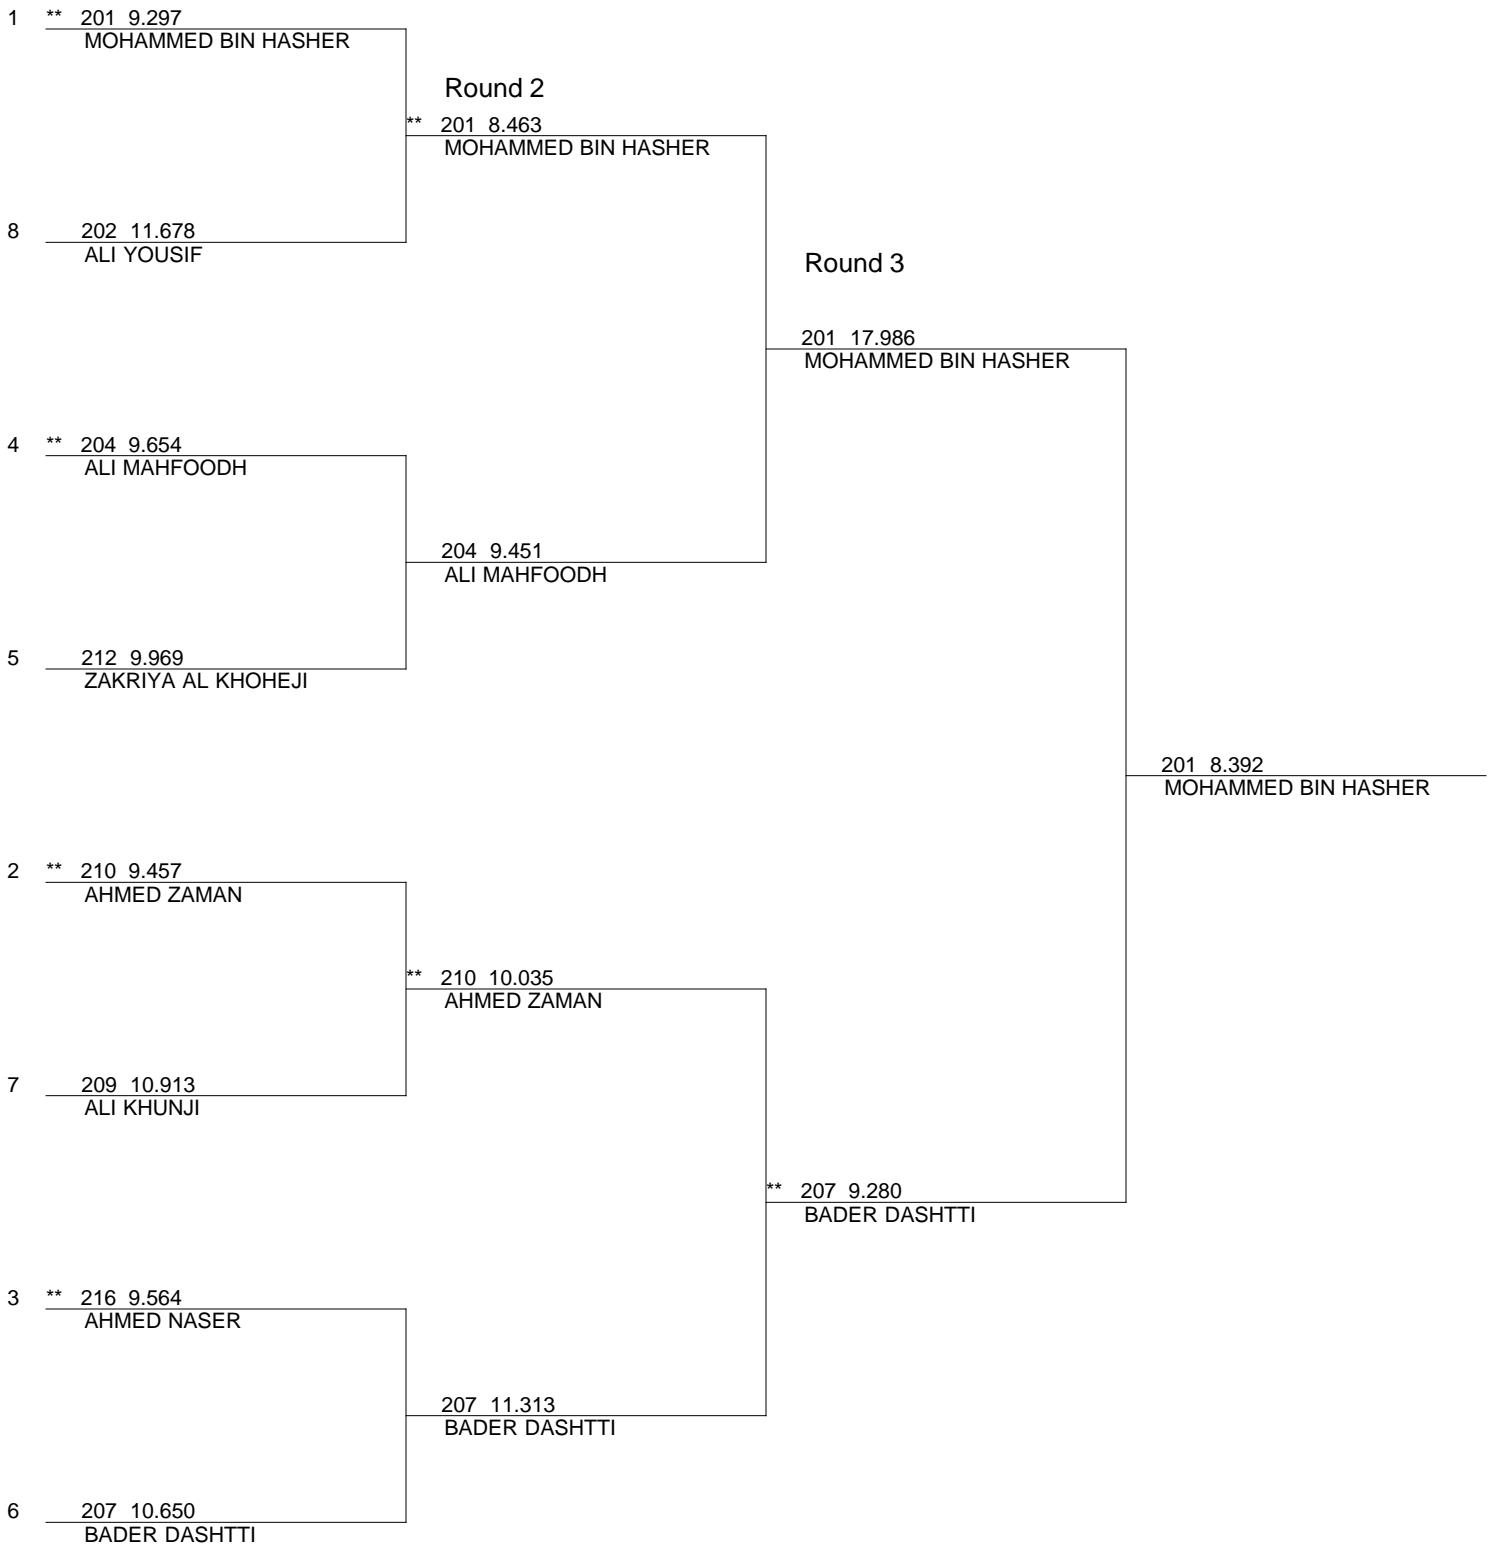 1 ** 201 9.297
MOHAMMED BIN HASHER
Round 2
** 201 8.463
MOHAMMED BIN HASHER
8 202 11.678
ALI YOUSIF
Round 3
201 17.986
MOHAMMED BIN HASHER
4 ** 204 9.654
ALI MAHFOODH
204 9.451
ALI MAHFOODH
5 212 9.969
ZAKRIYA AL KHOHEJI
201 8.392
MOHAMMED BIN HASHER
2 ** 210 9.457
AHMED ZAMAN
** 210 10.035
AHMED ZAMAN
7 209 10.913
ALI KHUNJI
** 207 9.280
BADER DASHTTI
3 ** 216 9.564
AHMED NASER
207 11.313
BADER DASHTTI
6 207 10.650
BADER DASHTTI